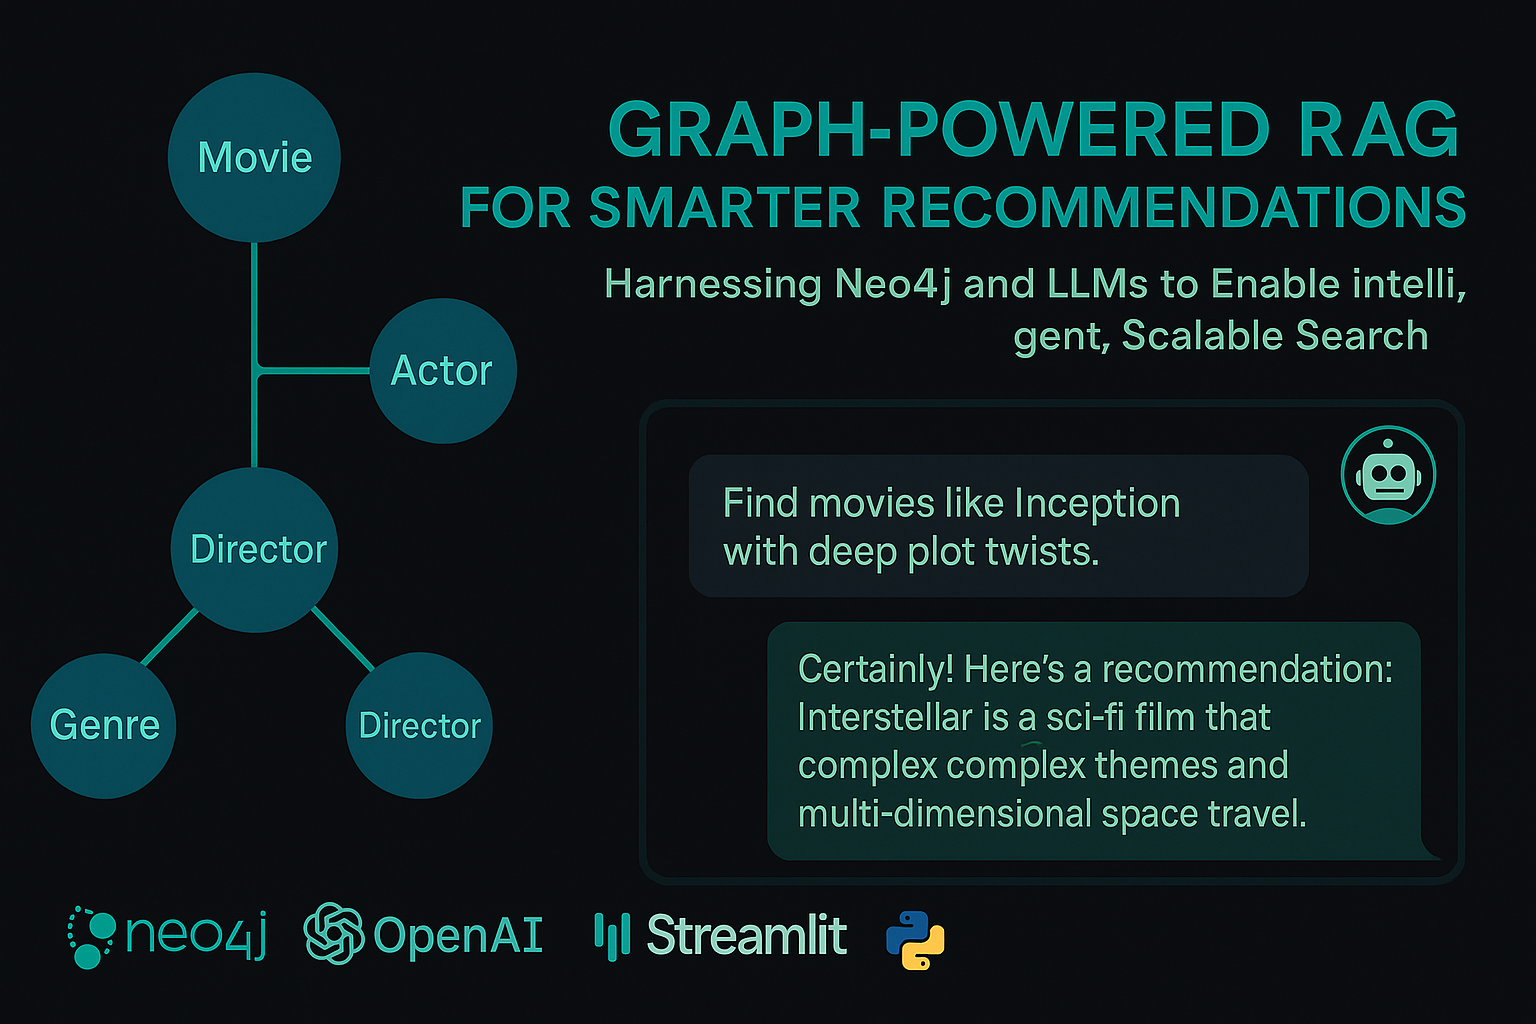 GRAPH-POWERED RAG
FOR SMARTER RECOMMENDATIONS
Harnessing Neo4j and LLMs to Enable intelli,
gent, Scalable Search
Movie
Actor
Director
Genre
Director
Find movies like Inception
with deep plot twists.
Certainly! Here's a recommendation:
Interstellar is a sci-fi film that
complex complex themes and
multi-dimensional space travel.
neo4j
OpenAI
Streamlit